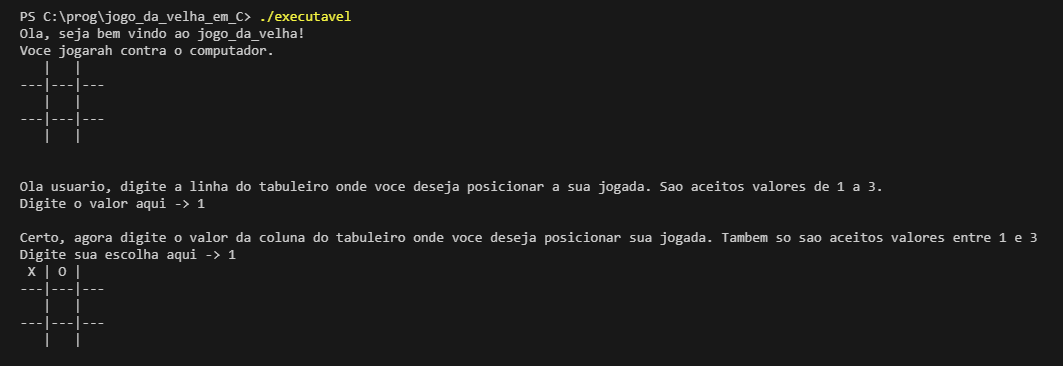 PS C:\prog\jogo_da_velha_em_C> ./executavel
Ola, seja bem vindo ao jogo_da_velha!
Voce jogarah contra o computador.
   |   |
---|---|---
   |   |
---|---|---
   |   |
Ola usuario, digite a linha do tabuleiro onde voce deseja posicionar a sua jogada. Sao aceitos valores de 1 a 3.
Digite o valor aqui -> 1
Certo, agora digite o valor da coluna do tabuleiro onde voce deseja posicionar sua jogada. Tambem so sao aceitos valores entre 1 e 3
Digite sua escolha aqui -> 1
 X | O |
---|---|---
   |   |
---|---|---
   |   |